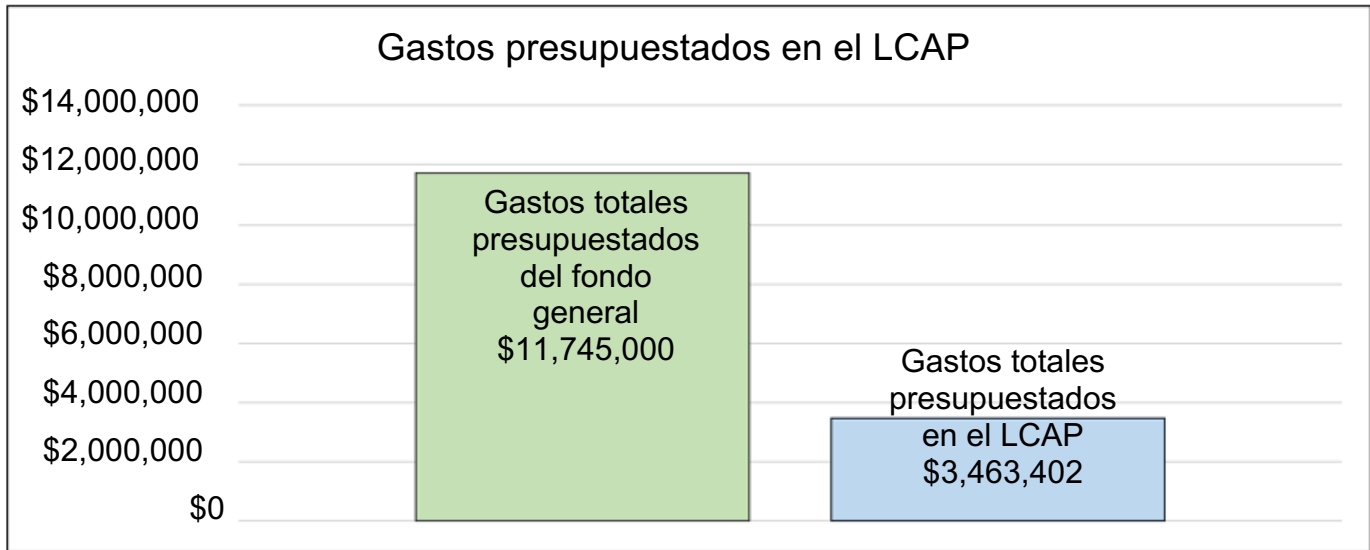 Gastos presupuestados en el LCAP
$14,000,000
$12,000,000
$10,000,000
$8,000,000
$6,000,000
$4,000,000
$2,000,000
$0
Gastos totales
presupuestados
del fondo
general
$11,745,000
Gastos totales
presupuestados
en el LCAP
$3,463,402